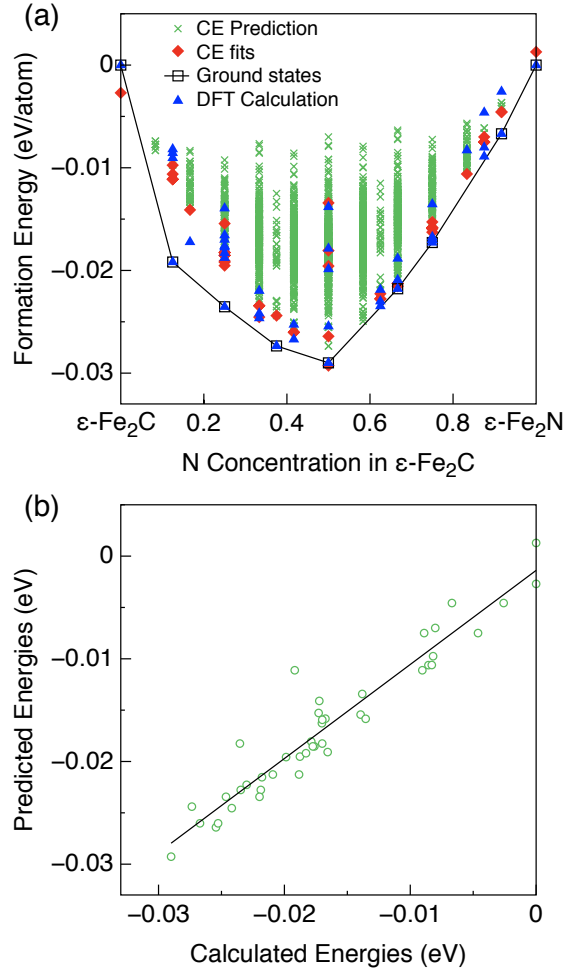 (a)
CE Prediction
CE fits
Ground states
DFT Calculation
0
−0.01
−0.02
−0.03
Formation Energy (eV/atom)
ε-Fe2C 0.2 0.4 0.6 0.8 ε-Fe2N
N Concentration in ε-Fe2C
(b)
0
−0.01
−0.02
−0.03
Predicted Energies (eV)
−0.03 −0.02 −0.01 0
Calculated Energies (eV)